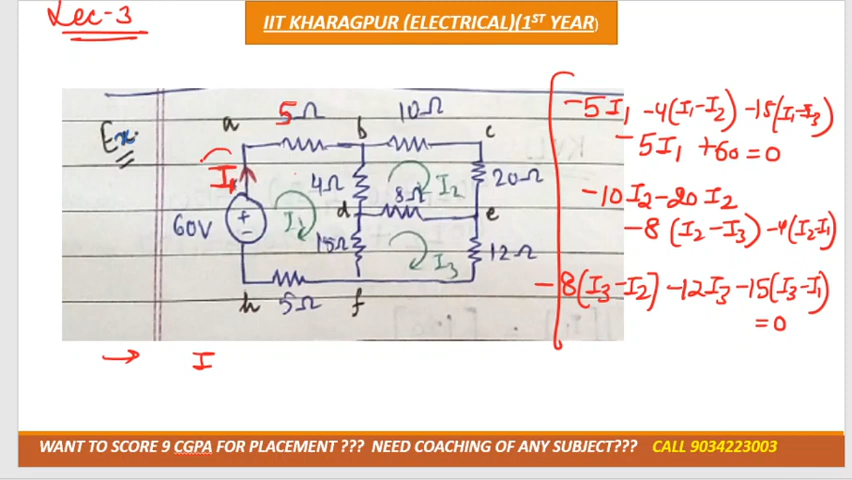 Lec-3
IIT KHARAGPUR (ELECTRICAL)(1ST YEAR)
Ex.
a
5Ω
b
10Ω
c
I₁
4Ω
I₂
20Ω
8Ω
60V
+
-
I₁
d
e
15Ω
I₃
12Ω
h
5Ω
f
→ I
-5I₁ -4(I₁-I₂) -15(I₁-I₃)
-5I₁ +60=0
-10I₂-20I₂
-8(I₂-I₃) -4(I₂-I₁)
-8(I₃-I₂] -12I₃ -15(I₃-I₁)
=0
WANT TO SCORE 9 CGPA FOR PLACEMENT ??? NEED COACHING OF ANY SUBJECT??? CALL 9034223003